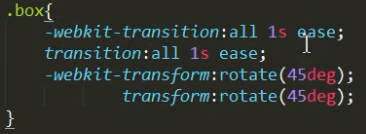 .box{
    -webkit-transition:all 1s ease;
    transition:all 1s ease;
    -webkit-transform:rotate(45deg);
            transform:rotate(45deg);
}